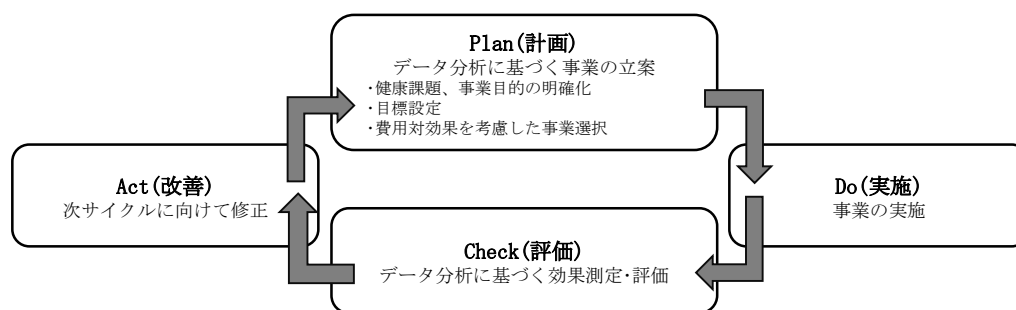 Plan(計画)
データ分析に基づく事業の立案
・健康課題、事業目的の明確化
・目標設定
・費用対効果を考慮した事業選択
Act(改善)
次サイクルに向けて修正
Do(実施)
事業の実施
Check(評価)
データ分析に基づく効果測定・評価